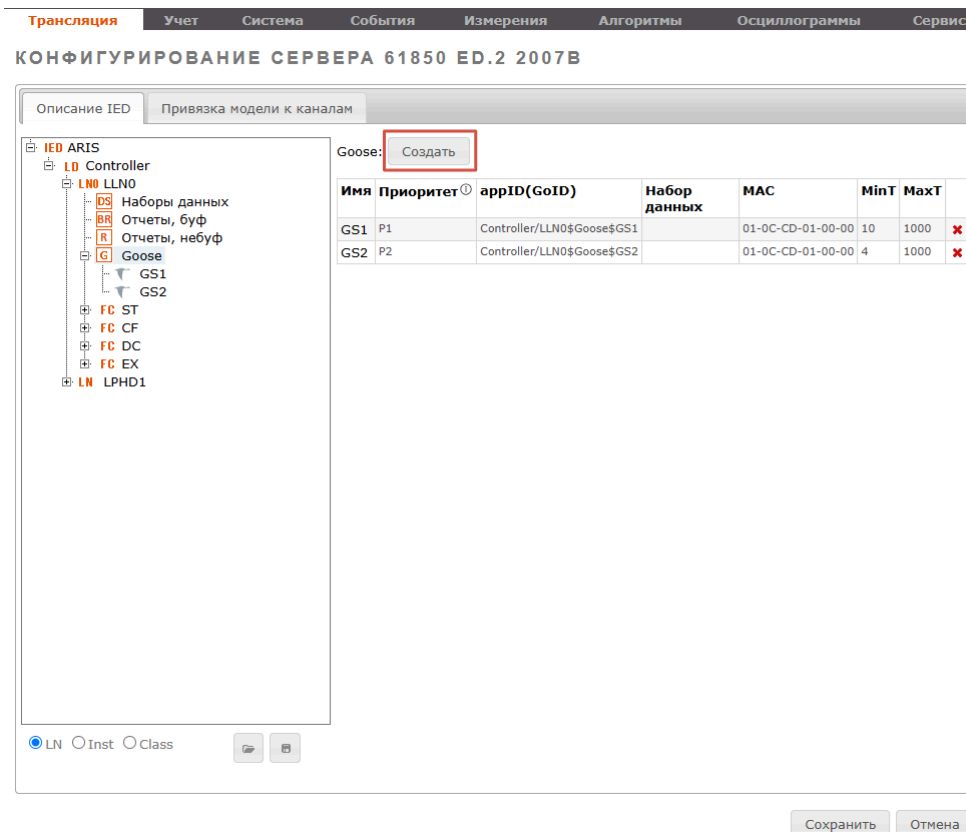 Трансляция Учет Система События Измерения Алгоритмы Осциллограммы Сервис
КОНФИГУРИРОВАНИЕ СЕРВЕРА 61850 ED.2 2007B
Описание IED Привязка модели к каналам
IED ARIS
LD Controller
LN0 LLN0
DS Наборы данных
BR Отчеты, буф
R Отчеты, небуф
G Goose
GS1
GS2
FC ST
FC CF
FC DC
FC EX
LN LPHD1
Goose: Создать
Имя Приоритет appID(GoID) Набор данных MAC MinT MaxT
GS1 P1 Controller/LLN0$Goose$GS1 01-0C-CD-01-00-00 10 1000
GS2 P2 Controller/LLN0$Goose$GS2 01-0C-CD-01-00-00 4 1000
LN Inst Class
Сохранить Отмена